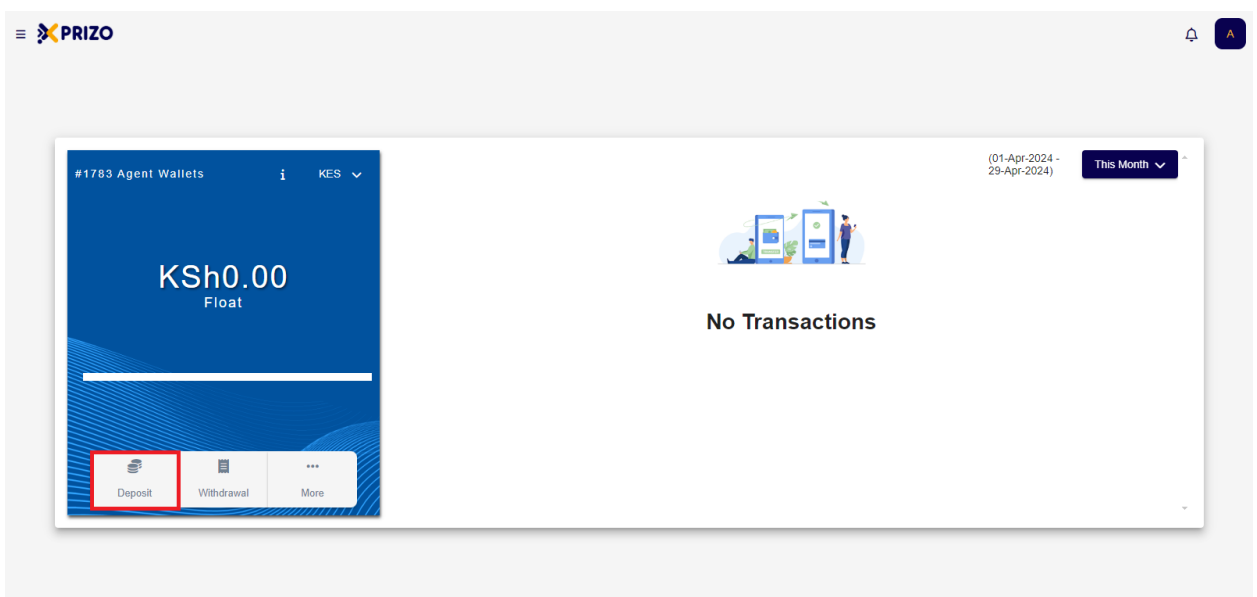 XPRIZO
A
#1783 Agent Wallets i KES
KSh0.00
Float
Deposit Withdrawal More
(01-Apr-2024 -
29-Apr-2024)
This Month
No Transactions